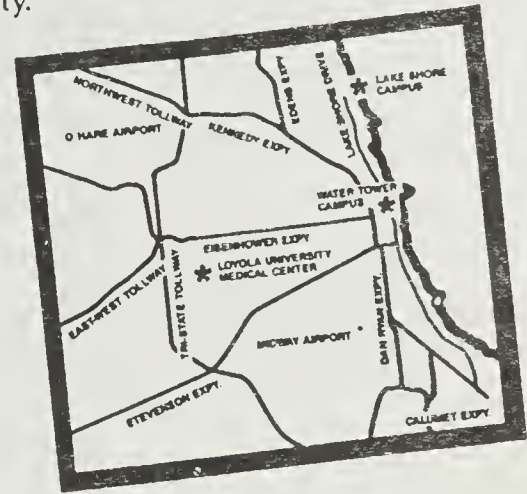 ty.
NORTHWEST TOLLWAY
O HARE AIRPORT
KENNEDY EXPY
EDENS EXPY
LAKE SHORE DRIVE
LAKE SHORE
CAMPUS
WATER TOWER
CAMPUS
EISENHOWER EXPY
LOYOLA UNIVERSITY
MEDICAL CENTER
EAST-WEST TOLLWAY
TRI-STATE TOLLWAY
MIDWAY AIRPORT
DAN RYAN EXPY.
STEVENSON EXPY.
CALUMET EXPY.